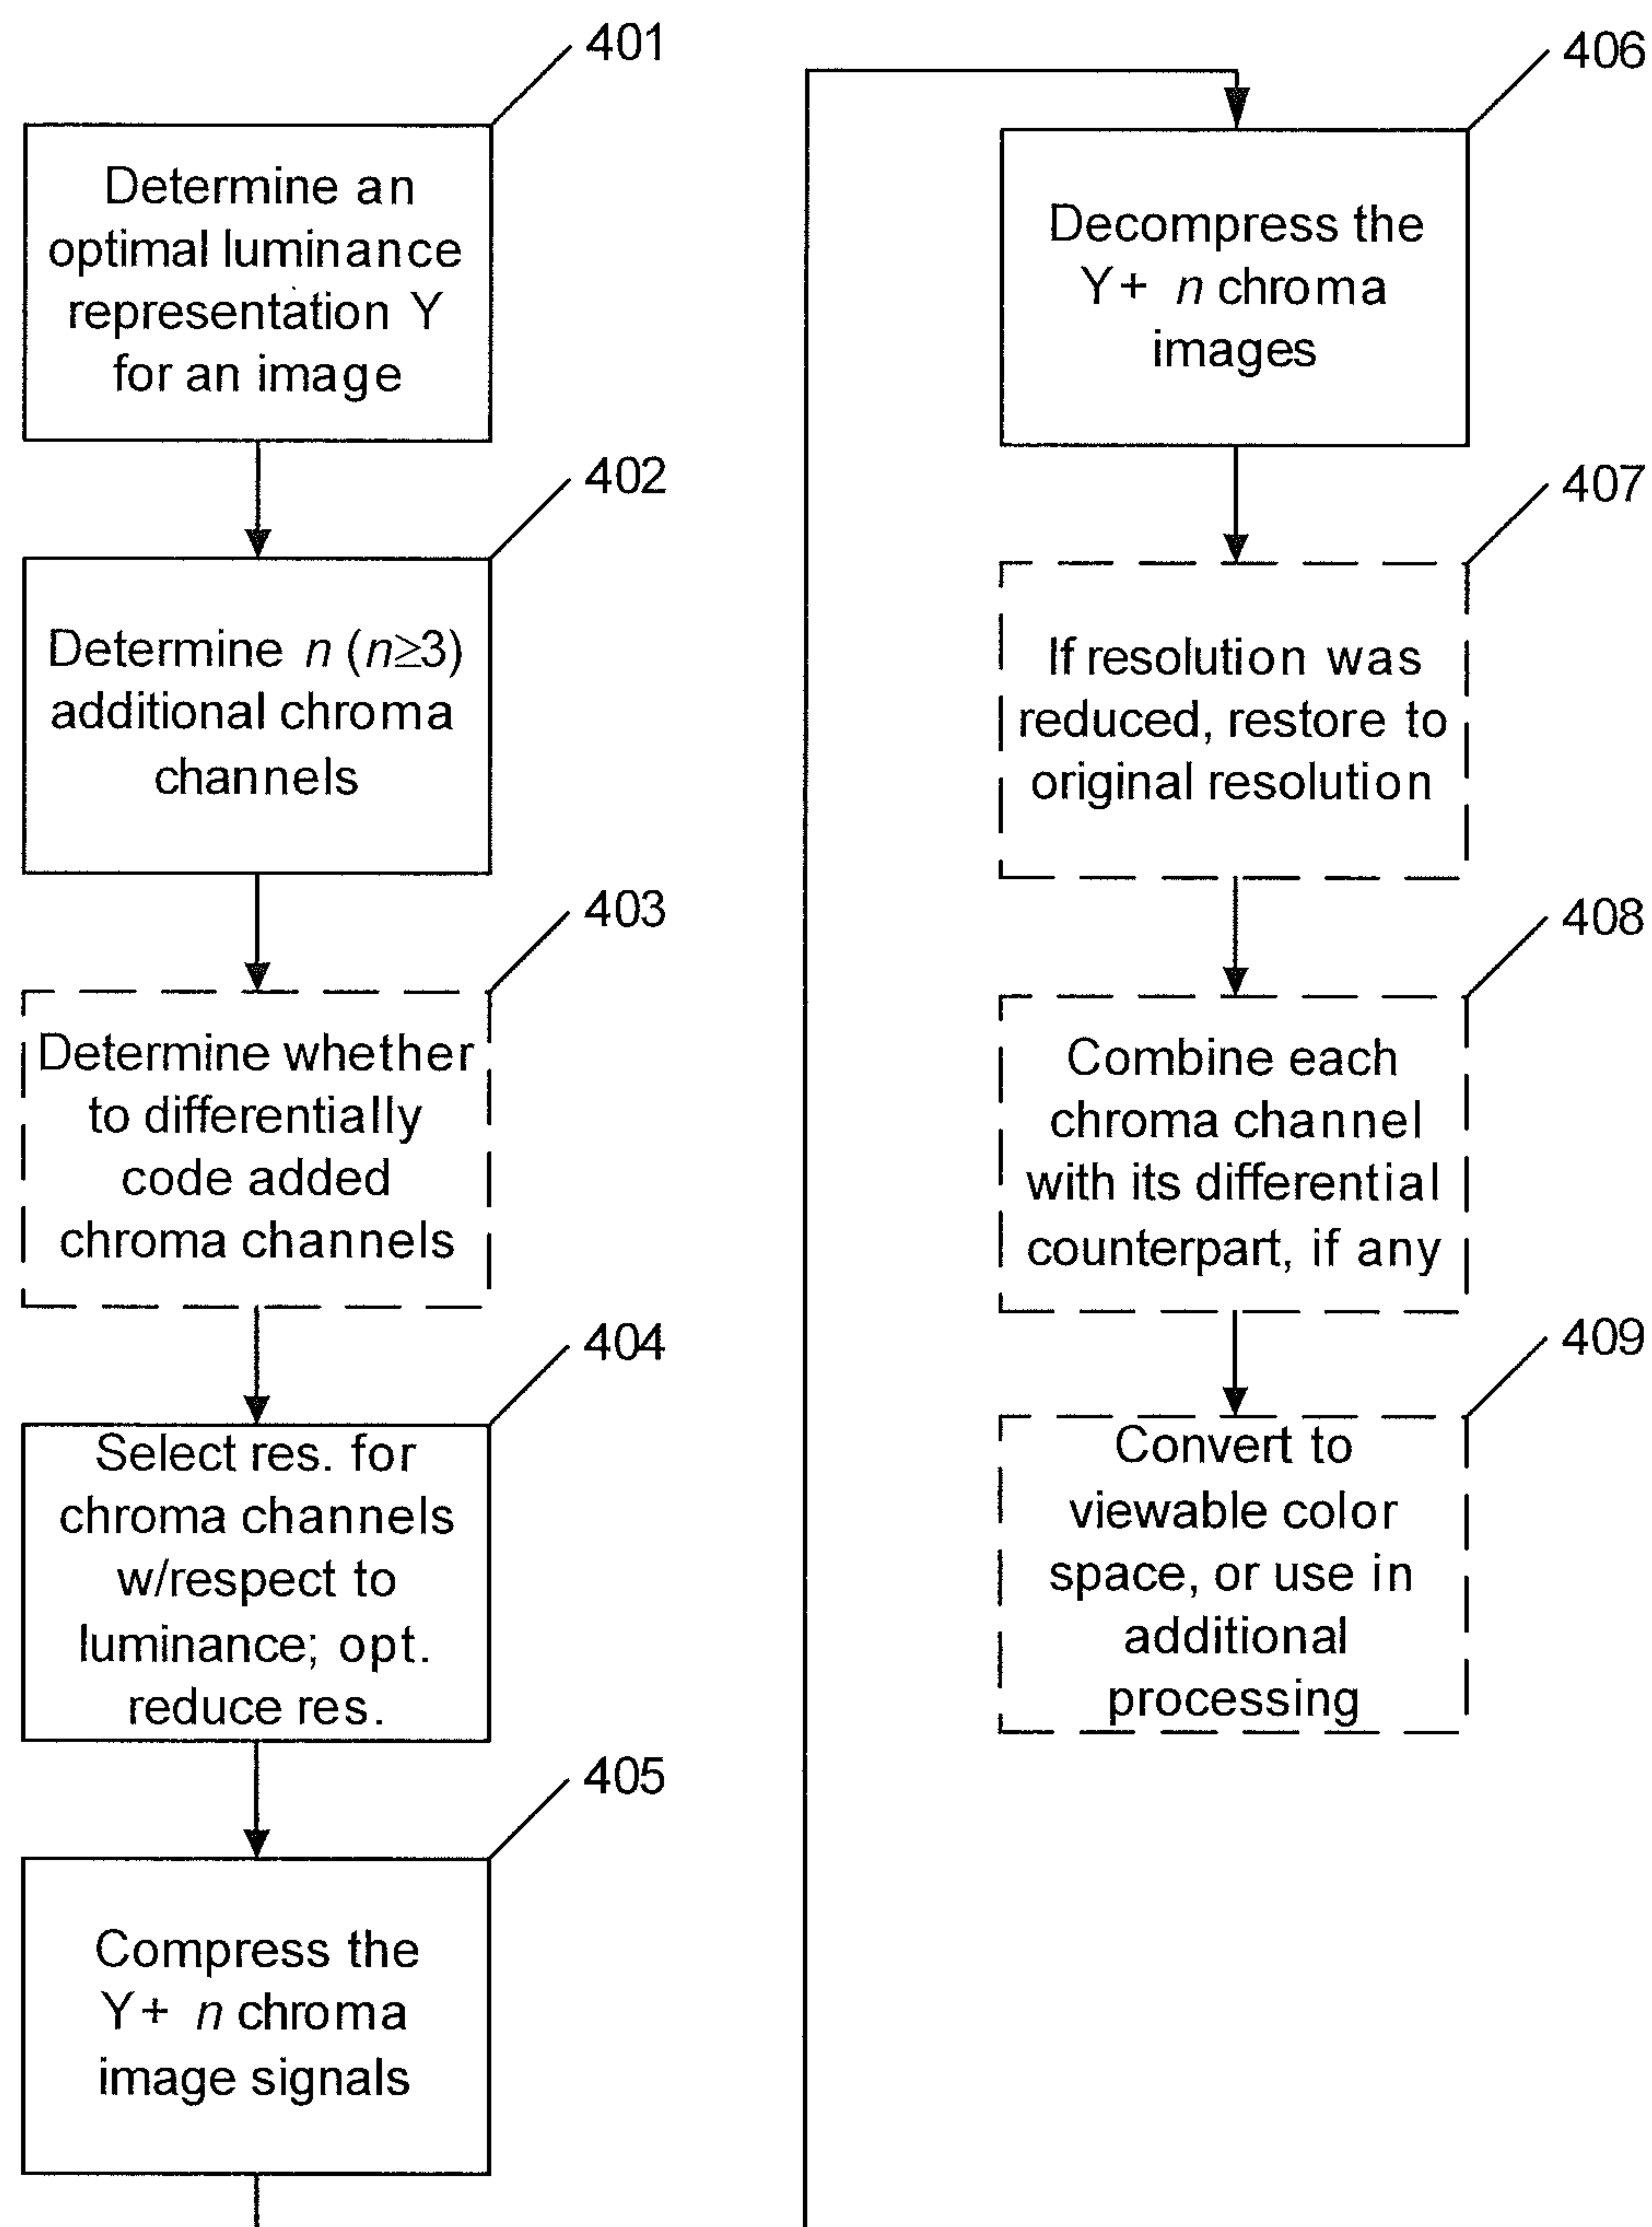 401
Determine an
optimal luminance
representation Y
for an image
402
Determine n (n≥3)
additional chroma
channels
403
Determine whether
to differentially
code added
chroma channels
404
Select res. for
chroma channels
w/respect to
luminance; opt.
reduce res.
405
Compress the
Y+ n chroma
image signals
406
Decompress the
Y+ n chroma
images
407
If resolution was
reduced, restore to
original resolution
408
Combine each
chroma channel
with its differential
counterpart, if any
409
Convert to
viewable color
space, or use in
additional
processing